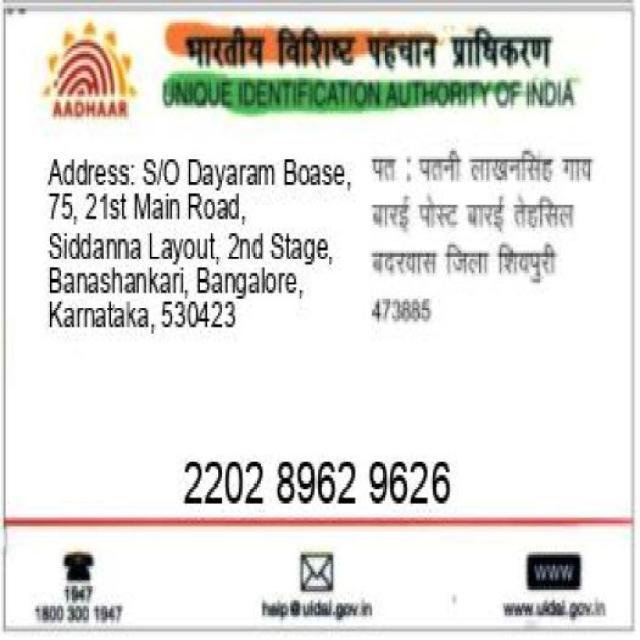 भारतीय विशिष्ट पहचान प्राधिकरण
AADHAAR
UNIQUE IDENTIFICATION AUTHORITY OF INDIA
Address: S/O Dayaram Boase,
75, 21st Main Road,
Siddanna Layout, 2nd Stage,
Banashankari, Bangalore,
Karnataka, 530423
पत : पतनी लाखनसिंह गाय
बारई पोस्ट बारई तेहसिल
बदरवास जिला शिवपुरी
473885
2202 8962 9626
1947
1800 300 1947
help@uidai.gov.in
WWW
www.uidai.gov.in